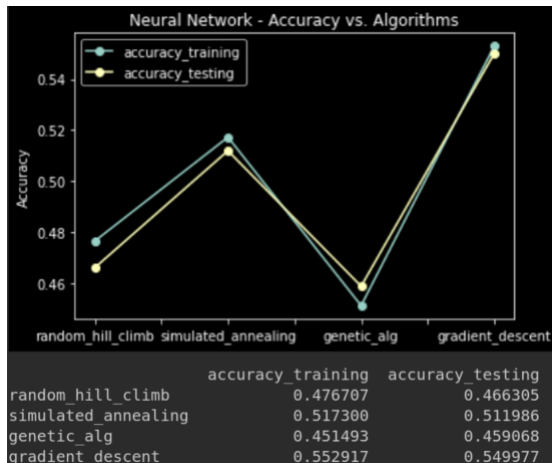 Neural Network - Accuracy vs. Algorithms
accuracy_training
accuracy_testing
0.54
0.52
0.50
0.48
0.46
Accuracy
random_hill_climb simulated_annealing genetic_alg gradient_descent
accuracy_training accuracy_testing
random_hill_climb 0.476707 0.466305
simulated_annealing 0.517300 0.511986
genetic_alg 0.451493 0.459068
gradient_descent 0.552917 0.549977